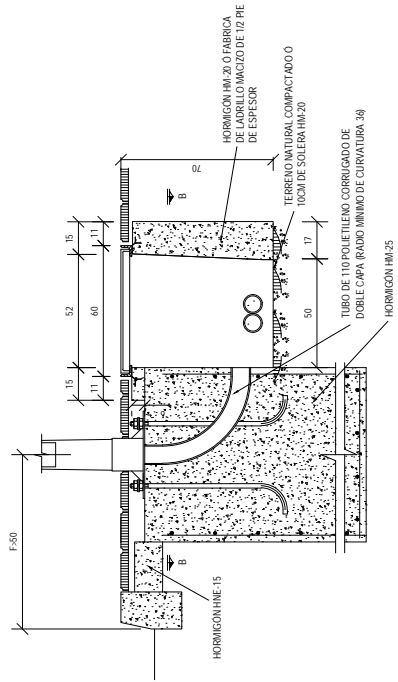 HORMIGÓN HM-20 Ó FABRICA
DE LADRILLO MACIZO DE 1/2 PIE
DE ESPESOR
TERRENO NATURAL COMPACTADO Ó
10CM DE SOLERA HM-20
TUBO DE 110 POLIETILENO CORRUGADO DE
DOBLE CAPA (RADIO MÍNIMO DE CURVATURA 36)
HORMIGÓN HM-25
HORMIGÓN HNE-15
F-50
15
52
15
11
60
11
70
B
B
50
17